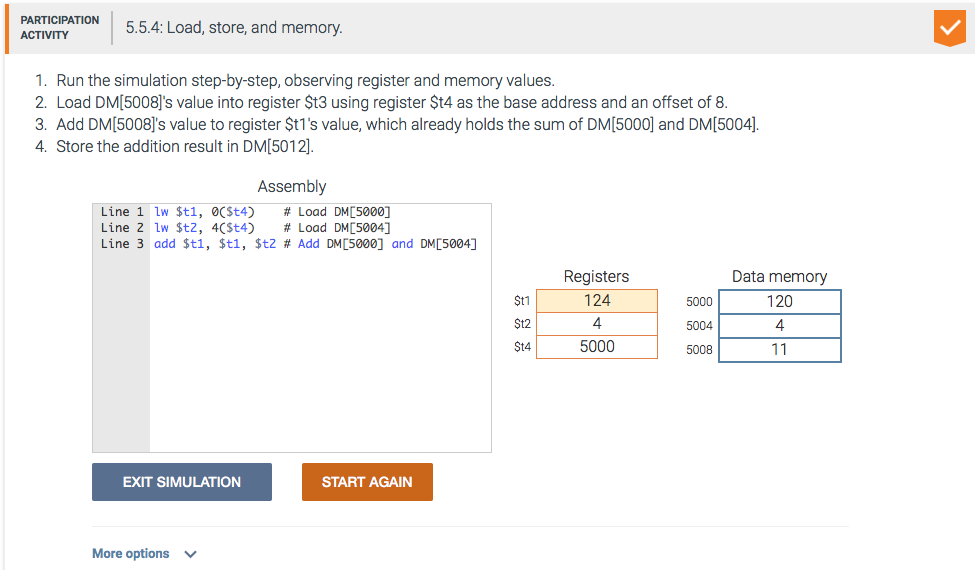 PARTICIPATION
ACTIVITY
5.5.4: Load, store, and memory.
1. Run the simulation step-by-step, observing register and memory values.
2. Load DM[5008]'s value into register $t3 using register $t4 as the base address and an offset of 8.
3. Add DM[5008]'s value to register $t1's value, which already holds the sum of DM[5000] and DM[5004].
4. Store the addition result in DM[5012].
Assembly
Line 1 lw $t1, 0($t4) # Load DM[5000]
Line 2 lw $t2, 4($t4) # Load DM[5004]
Line 3 add $t1, $t1, $t2 # Add DM[5000] and DM[5004]
Registers
$t1 124
$t2 4
$t4 5000
Data memory
5000 120
5004 4
5008 11
EXIT SIMULATION
START AGAIN
More options